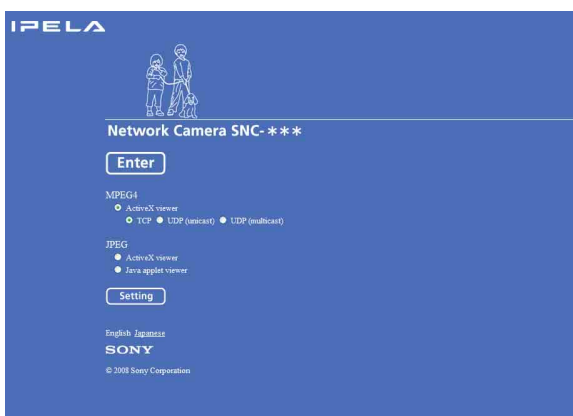 IPELA
Network Camera SNC-***
Enter
MPEG4
ActiveX viewer
TCP UDP (unicast) UDP (multicast)
JPEG
ActiveX viewer
Java applet viewer
Setting
English Japanese
SONY
© 2008 Sony Corporation